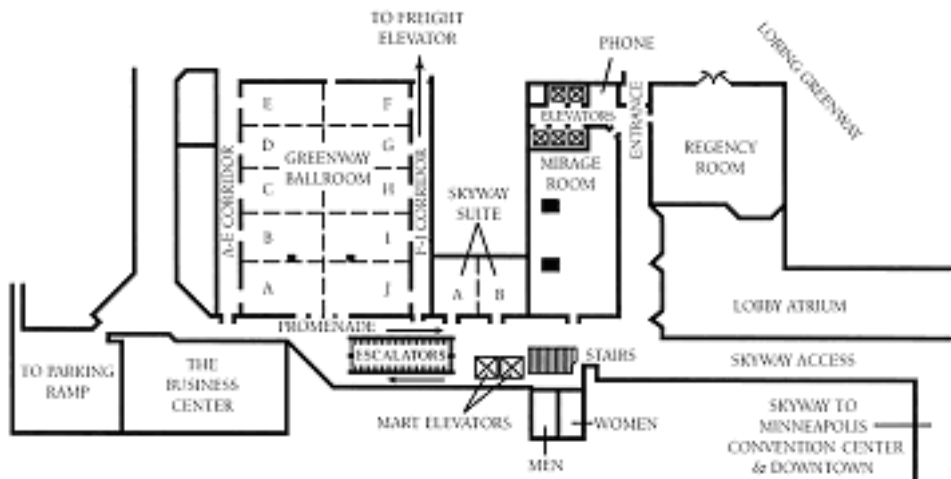 TO FREIGHT
ELEVATOR
PHONE
LORING GREENWAY
E
F
ELEVATORS
ENTRANCE
D
G
GREENWAY
BALLROOM
REGENCY
ROOM
MIRAGE
ROOM
C
H
A-E CORRIDOR
F-J CORRIDOR
SKYWAY
SUITE
B
I
A
J
A
B
LOBBY ATRIUM
PROMENADE
ESCALATORS
STAIRS
SKYWAY ACCESS
TO PARKING
RAMP
THE
BUSINESS
CENTER
MART ELEVATORS
WOMEN
MEN
SKYWAY TO
MINNEAPOLIS
CONVENTION CENTER
& DOWNTOWN